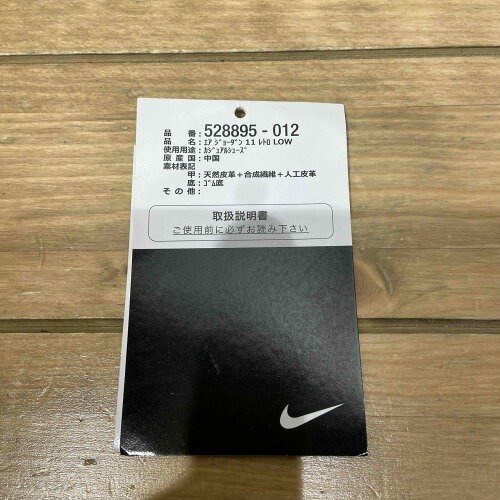 品番：528895-012
品名：ｴｱ ｼﾞｮｰﾀﾞﾝ 11 ﾚﾄﾛ LOW
使用用途：ｶｼﾞｭｱﾙｼｭｰｽﾞ
原産国：中国
素材表記
甲：天然皮革＋合成繊維＋人工皮革
底：ｺﾞﾑ底
その他：
取扱説明書
ご使用前に必ずお読み下さい